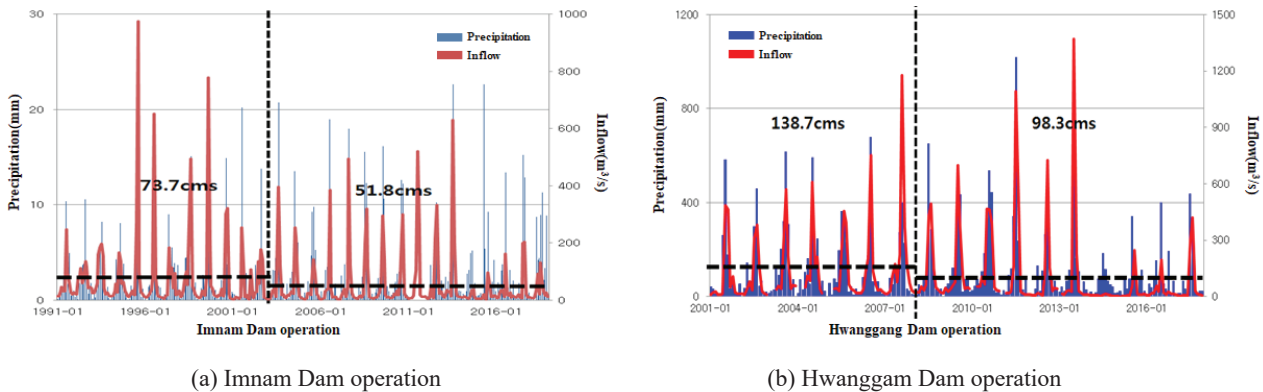 30
1000
Precipitation
Inflow
800
20
600
73.7cms
51.8cms
400
10
200
0
0
Precipitation(mm)
Inflow(m³/s)
1991-01
1996-01
2001-01
2006-01
2011-01
2016-01
Imnam Dam operation
(a) Imnam Dam operation
1200
1500
Precipitation
Inflow
1200
800
138.7cms
98.3cms
900
600
400
300
0
0
Precipitation(mm)
Inflow(m³/s)
2001-01
2004-01
2007-01
2010-01
2013-01
2016-01
Hwanggang Dam operation
(b) Hwanggam Dam operation